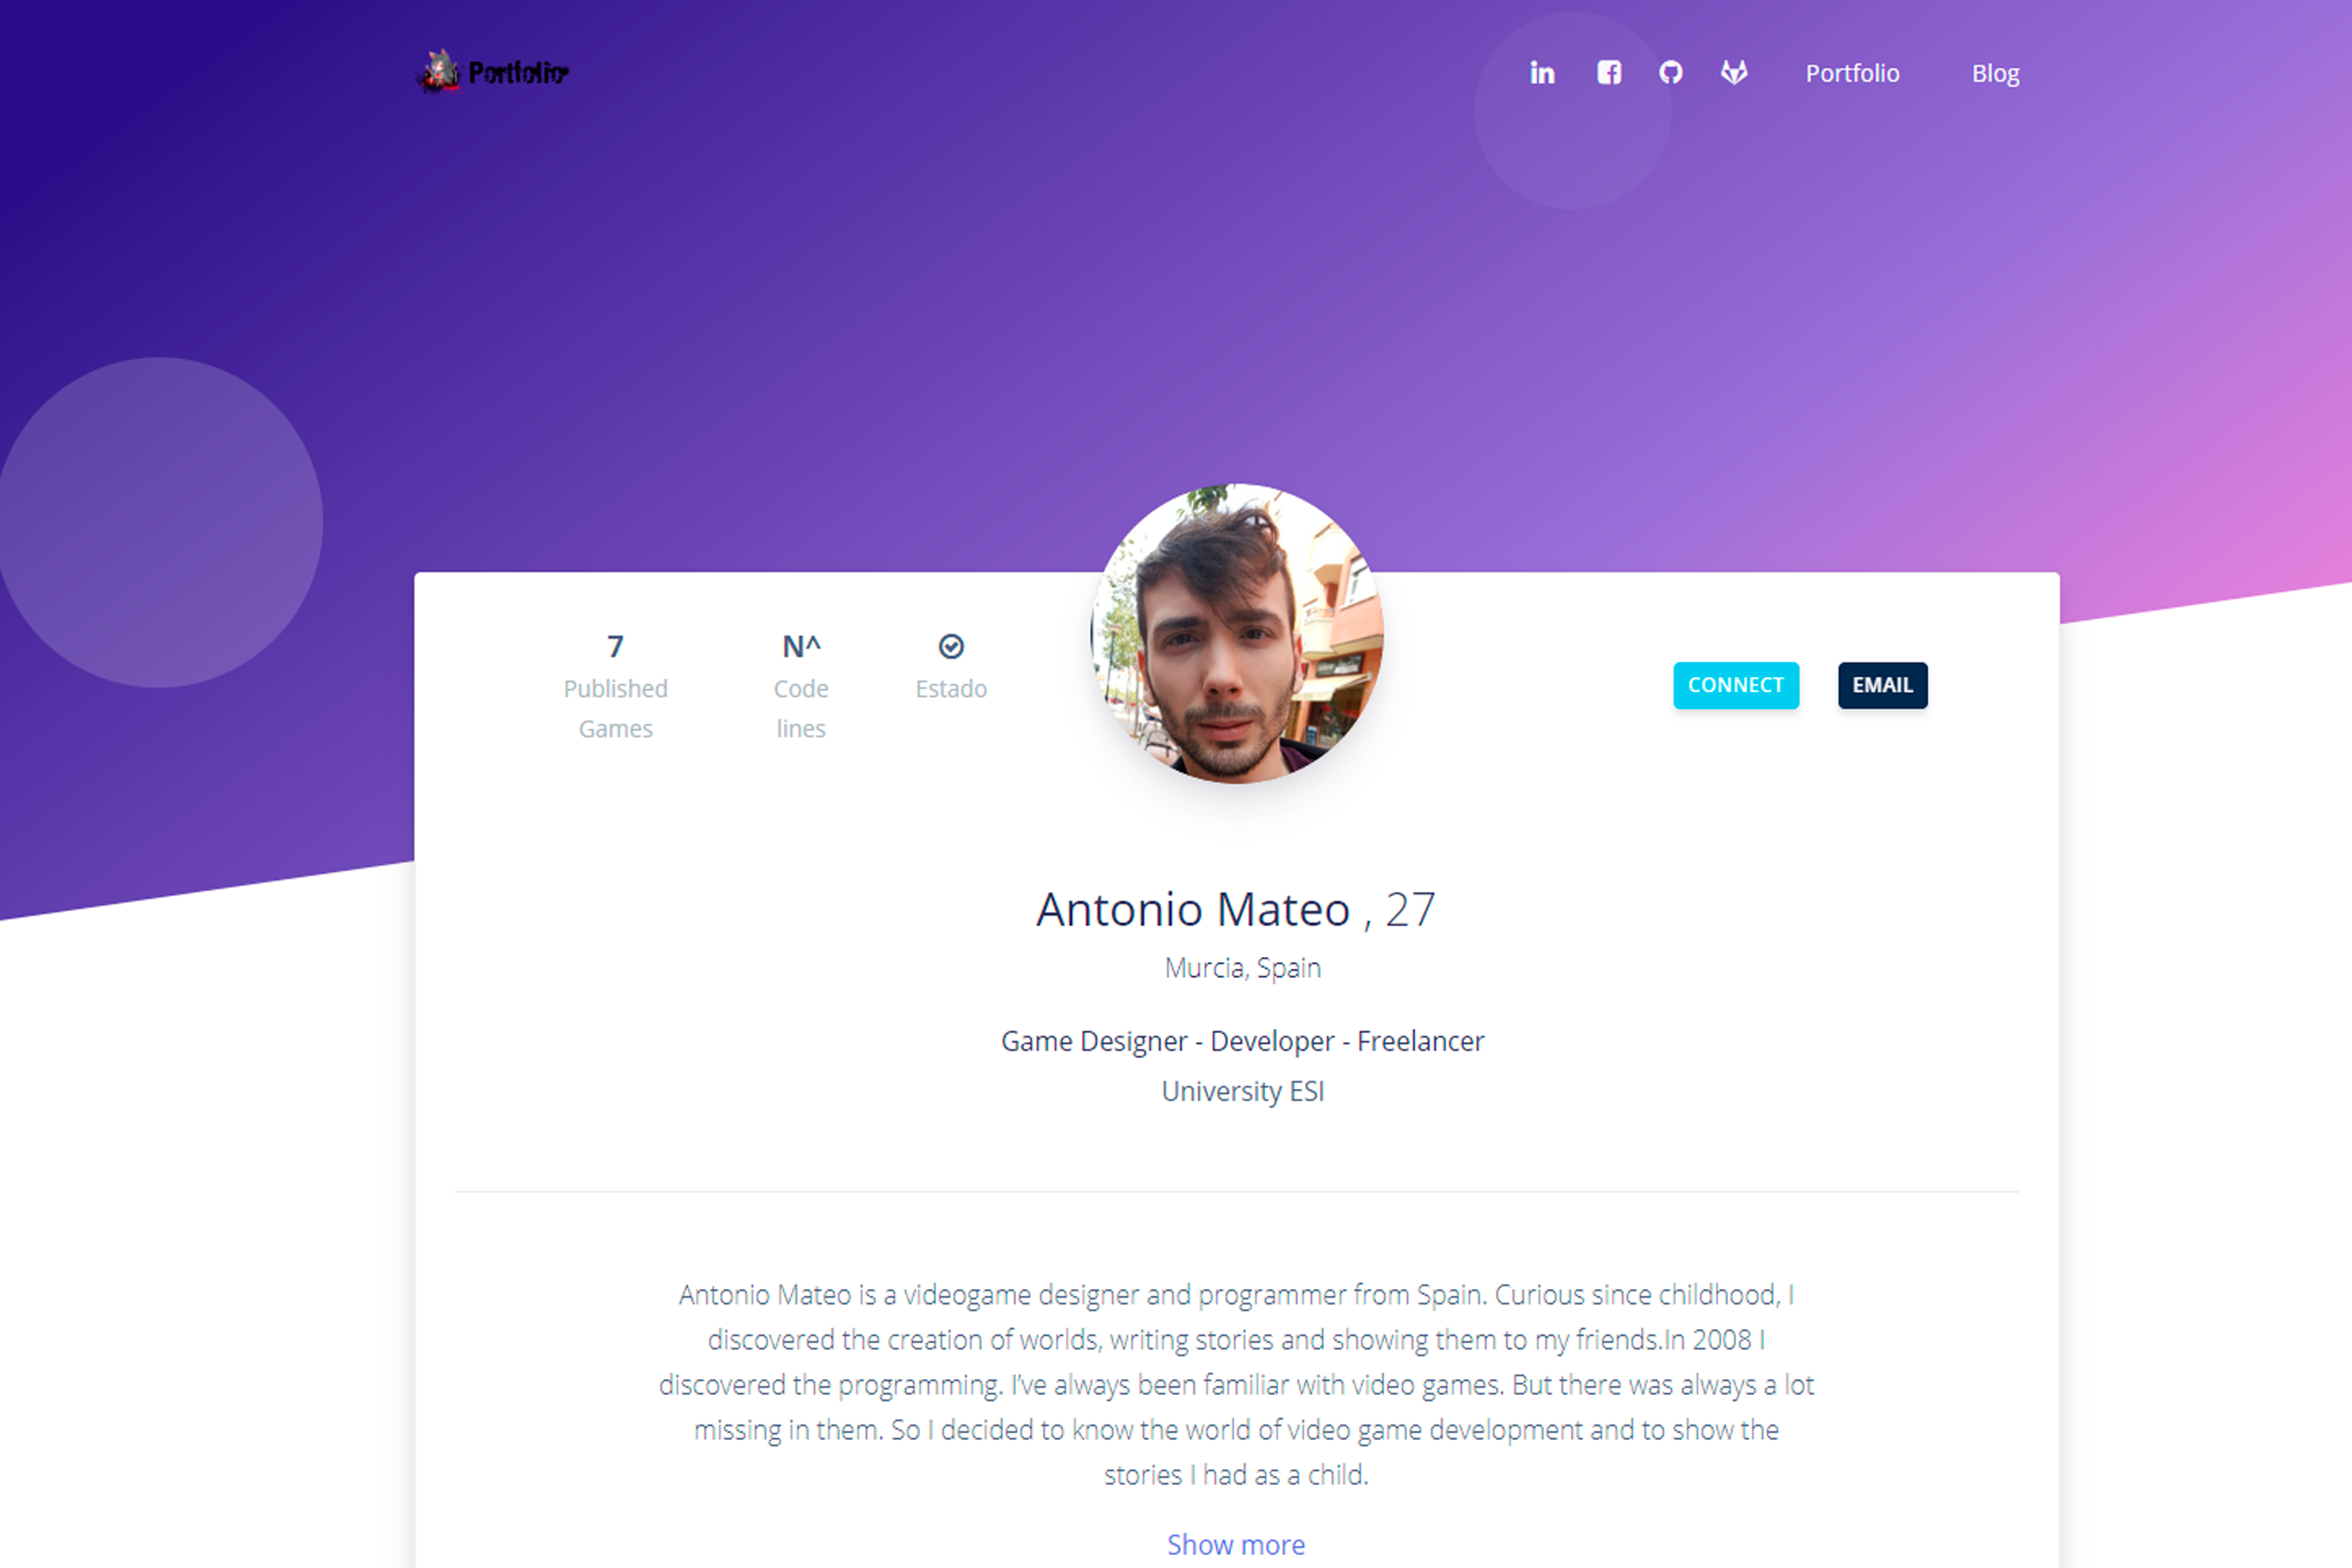 Portfolio
Portfolio
Blog
7
N^
Published
Code
Estado
Games
lines
CONNECT
EMAIL
Antonio Mateo , 27
Murcia, Spain
Game Designer - Developer - Freelancer
University ESI
Antonio Mateo is a videogame designer and programmer from Spain. Curious since childhood, I
discovered the creation of worlds, writing stories and showing them to my friends.In 2008 I
discovered the programming. I’ve always been familiar with video games. But there was always a lot
missing in them. So I decided to know the world of video game development and to show the
stories I had as a child.
Show more